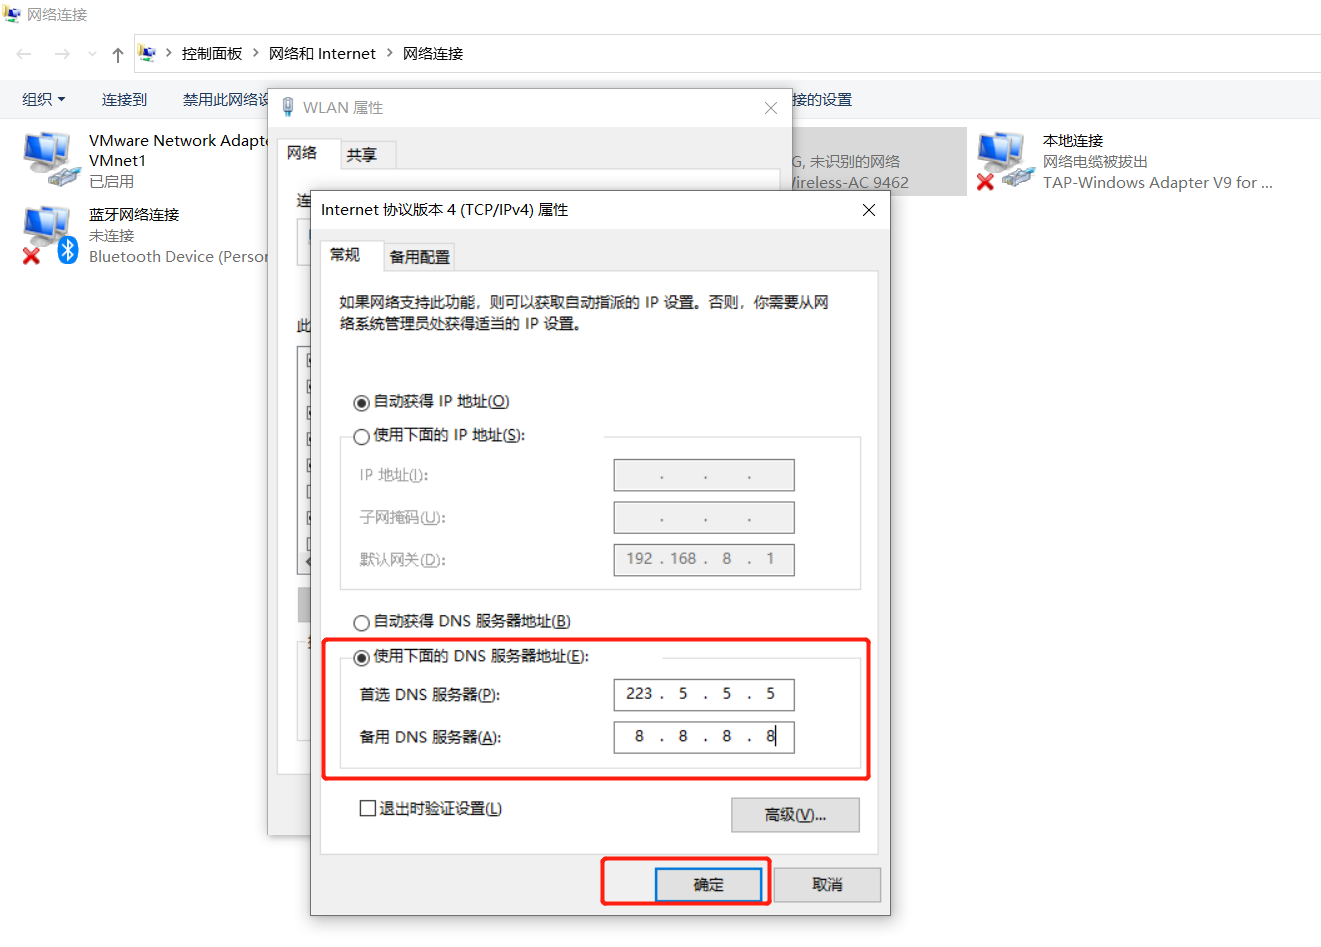 网络连接
控制面板 网络和 Internet 网络连接
组织 连接到 禁用此网络设 接的设置
WLAN 属性
VMware Network Adapte
VMnet1
已启用
蓝牙网络连接
未连接
Bluetooth Device (Person
G, 未识别的网络
Wireless-AC 9462
本地连接
网络电缆被拔出
TAP-Windows Adapter V9 for ...
网络 共享
连
此
Internet 协议版本 4 (TCP/IPv4) 属性
常规 备用配置
如果网络支持此功能，则可以获取自动指派的 IP 设置。否则，你需要从网
络系统管理员处获得适当的 IP 设置。
自动获得 IP 地址(O)
使用下面的 IP 地址(S):
IP 地址(I): . . .
子网掩码(U): . . .
默认网关(D): 192 . 168 . 8 . 1
自动获得 DNS 服务器地址(B)
使用下面的 DNS 服务器地址(E):
首选 DNS 服务器(P): 223 . 5 . 5 . 5
备用 DNS 服务器(A): 8 . 8 . 8 . 8
退出时验证设置(L)
高级(V)...
确定 取消